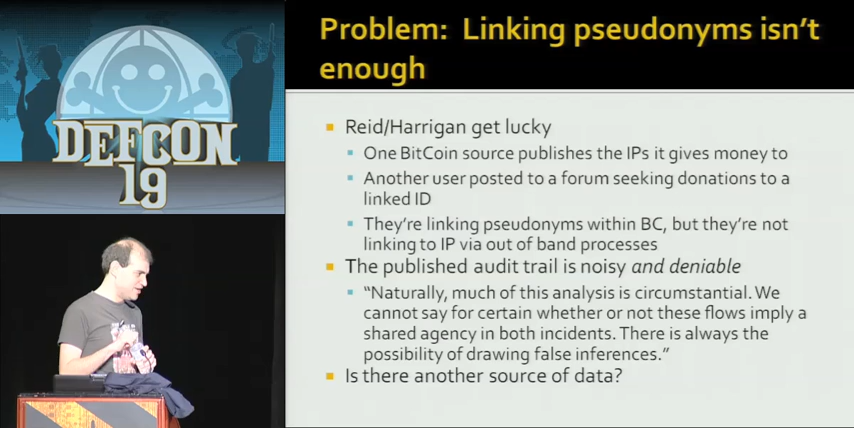 DEFCON
19
Problem: Linking pseudonyms isn't
enough
Reid/Harrigan get lucky
One BitCoin source publishes the IPs it gives money to
Another user posted to a forum seeking donations to a
linked ID
They're linking pseudonyms within BC, but they're not
linking to IP via out of band processes
The published audit trail is noisy and deniable
"Naturally, much of this analysis is circumstantial. We
cannot say for certain whether or not these flows imply a
shared agency in both incidents. There is always the
possibility of drawing false inferences."
Is there another source of data?